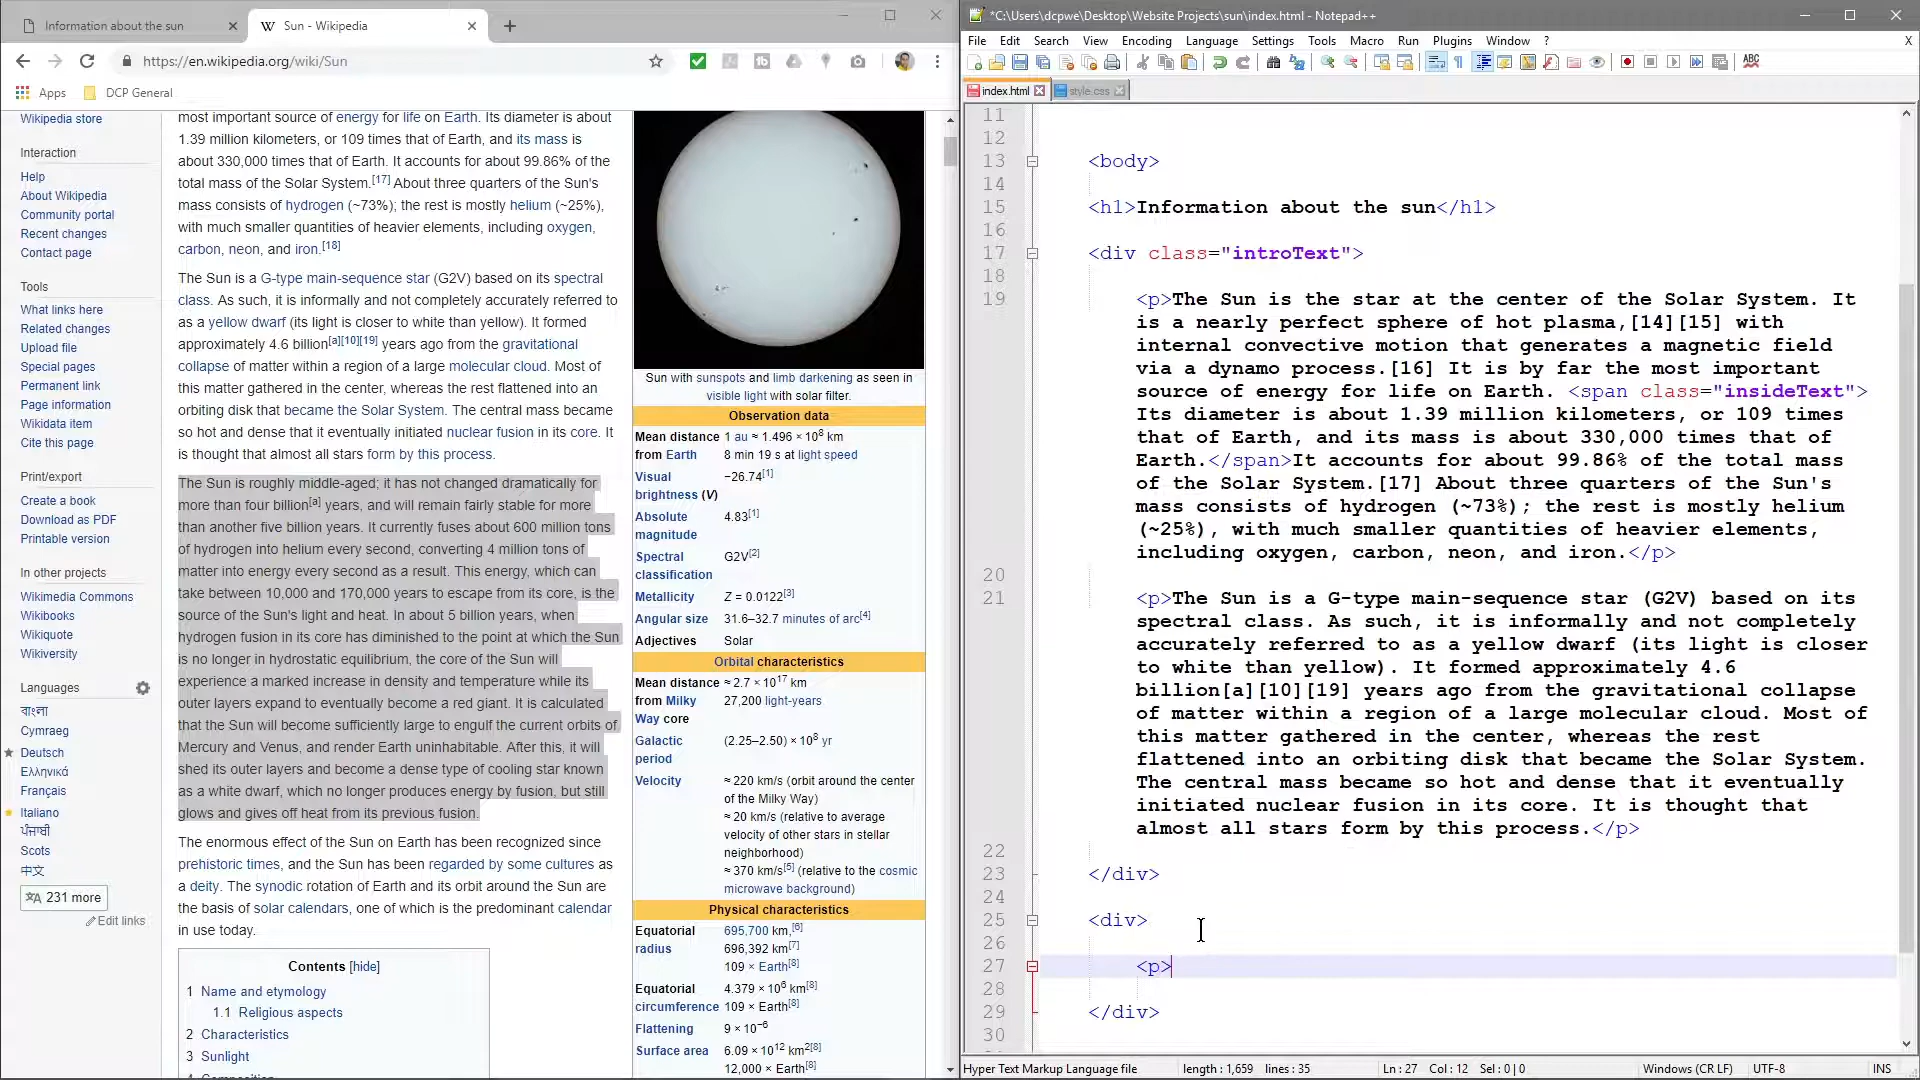 Information about the sun
Sun - Wikipedia
https://en.wikipedia.org/wiki/Sun
Apps
DCP General
Wikipedia store
Interaction
Help
About Wikipedia
Community portal
Recent changes
Contact page
Tools
What links here
Related changes
Upload file
Special pages
Permanent link
Page information
Wikidata item
Cite this page
Print/export
Create a book
Download as PDF
Printable version
In other projects
Wikimedia Commons
Wikibooks
Wikiquote
Wikiversity
Languages
বাংলা
Cymraeg
Deutsch
Ελληνικά
Français
Italiano
ਪੰਜਾਬੀ
Scots
中文
231 more
Edit links
most important source of energy for life on Earth. Its diameter is about
1.39 million kilometers, or 109 times that of Earth, and its mass is
about 330,000 times that of Earth. It accounts for about 99.86% of the
total mass of the Solar System.[17] About three quarters of the Sun's
mass consists of hydrogen (~73%); the rest is mostly helium (~25%),
with much smaller quantities of heavier elements, including oxygen,
carbon, neon, and iron.[18]
The Sun is a G-type main-sequence star (G2V) based on its spectral
class. As such, it is informally and not completely accurately referred to
as a yellow dwarf (its light is closer to white than yellow). It formed
approximately 4.6 billion[a][10][19] years ago from the gravitational
collapse of matter within a region of a large molecular cloud. Most of
this matter gathered in the center, whereas the rest flattened into an
orbiting disk that became the Solar System. The central mass became
so hot and dense that it eventually initiated nuclear fusion in its core. It
is thought that almost all stars form by this process.
The Sun is roughly middle-aged; it has not changed dramatically for
more than four billion[a] years, and will remain fairly stable for more
than another five billion years. It currently fuses about 600 million tons
of hydrogen into helium every second, converting 4 million tons of
matter into energy every second as a result. This energy, which can
take between 10,000 and 170,000 years to escape from its core, is the
source of the Sun's light and heat. In about 5 billion years, when
hydrogen fusion in its core has diminished to the point at which the Sun
is no longer in hydrostatic equilibrium, the core of the Sun will
experience a marked increase in density and temperature while its
outer layers expand to eventually become a red giant. It is calculated
that the Sun will become sufficiently large to engulf the current orbits of
Mercury and Venus, and render Earth uninhabitable. After this, it will
shed its outer layers and become a dense type of cooling star known
as a white dwarf, which no longer produces energy by fusion, but still
glows and gives off heat from its previous fusion.
The enormous effect of the Sun on Earth has been recognized since
prehistoric times, and the Sun has been regarded by some cultures as
a deity. The synodic rotation of Earth and its orbit around the Sun are
the basis of solar calendars, one of which is the predominant calendar
in use today.
Contents [hide]
1 Name and etymology
1.1 Religious aspects
2 Characteristics
3 Sunlight
4 Composition
Sun with sunspots and limb darkening as seen in
visible light with solar filter.
Observation data
Mean distance from Earth
1 au ≈ 1.496 × 10⁸ km
8 min 19 s at light speed
Visual brightness (V)
−26.74[1]
Absolute magnitude
4.83[1]
Spectral classification
G2V[2]
Metallicity Z = 0.0122[3]
Angular size 31.6–32.7 minutes of arc[4]
Adjectives Solar
Orbital characteristics
Mean distance from Milky Way core
≈ 2.7 × 10¹⁷ km
27,200 light-years
Galactic period
(2.25–2.50) × 10⁸ yr
Velocity
≈ 220 km/s (orbit around the center
of the Milky Way)
≈ 20 km/s (relative to average
velocity of other stars in stellar
neighborhood)
≈ 370 km/s[5] (relative to the cosmic
microwave background)
Physical characteristics
Equatorial radius
695,700 km,[6]
696,392 km[7]
109 × Earth[8]
Equatorial circumference
4.379 × 10⁶ km[8]
109 × Earth[8]
Flattening 9 × 10⁻⁶
Surface area 6.09 × 10¹² km²[8]
12,000 × Earth[8]
*C:\Users\dcpwe\Desktop\Website Projects\sun\index.html - Notepad++
File Edit Search View Encoding Language Settings Tools Macro Run Plugins Window ? X
ABC
index.html
style.css
11
12
13 <body>
14
15 <h1>Information about the sun</h1>
16
17 <div class="introText">
18
19 <p>The Sun is the star at the center of the Solar System. It
is a nearly perfect sphere of hot plasma,[14][15] with
internal convective motion that generates a magnetic field
via a dynamo process.[16] It is by far the most important
source of energy for life on Earth. <span class="insideText">
Its diameter is about 1.39 million kilometers, or 109 times
that of Earth, and its mass is about 330,000 times that of
Earth.</span>It accounts for about 99.86% of the total mass
of the Solar System.[17] About three quarters of the Sun's
mass consists of hydrogen (~73%); the rest is mostly helium
(~25%), with much smaller quantities of heavier elements,
including oxygen, carbon, neon, and iron.</p>
20
21 <p>The Sun is a G-type main-sequence star (G2V) based on its
spectral class. As such, it is informally and not completely
accurately referred to as a yellow dwarf (its light is closer
to white than yellow). It formed approximately 4.6
billion[a][10][19] years ago from the gravitational collapse
of matter within a region of a large molecular cloud. Most of
this matter gathered in the center, whereas the rest
flattened into an orbiting disk that became the Solar System.
The central mass became so hot and dense that it eventually
initiated nuclear fusion in its core. It is thought that
almost all stars form by this process.</p>
22
23 </div>
24
25 <div>
26
27 <p>
28
29 </div>
30
Hyper Text Markup Language file
length : 1,659 lines : 35
Ln : 27 Col : 12 Sel : 0 | 0
Windows (CR LF)
UTF-8
INS